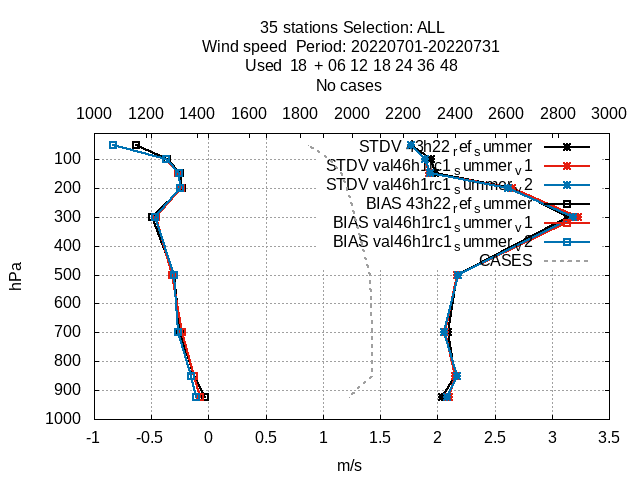 35 stations Selection: ALL
Wind speed Period: 20220701-20220731
Used 18 + 06 12 18 24 36 48
No cases
1000 1200 1400 1600 1800 2000 2200 2400 2600 2800 3000
STDV 43h22_ref_summer
STDV val46h1rc1_summer_v1
STDV val46h1rc1_summer_v2
BIAS 43h22_ref_summer
BIAS val46h1rc1_summer_v1
BIAS val46h1rc1_summer_v2
CASES
hPa
100
200
300
400
500
600
700
800
900
1000
-1 -0.5 0 0.5 1 1.5 2 2.5 3 3.5
m/s